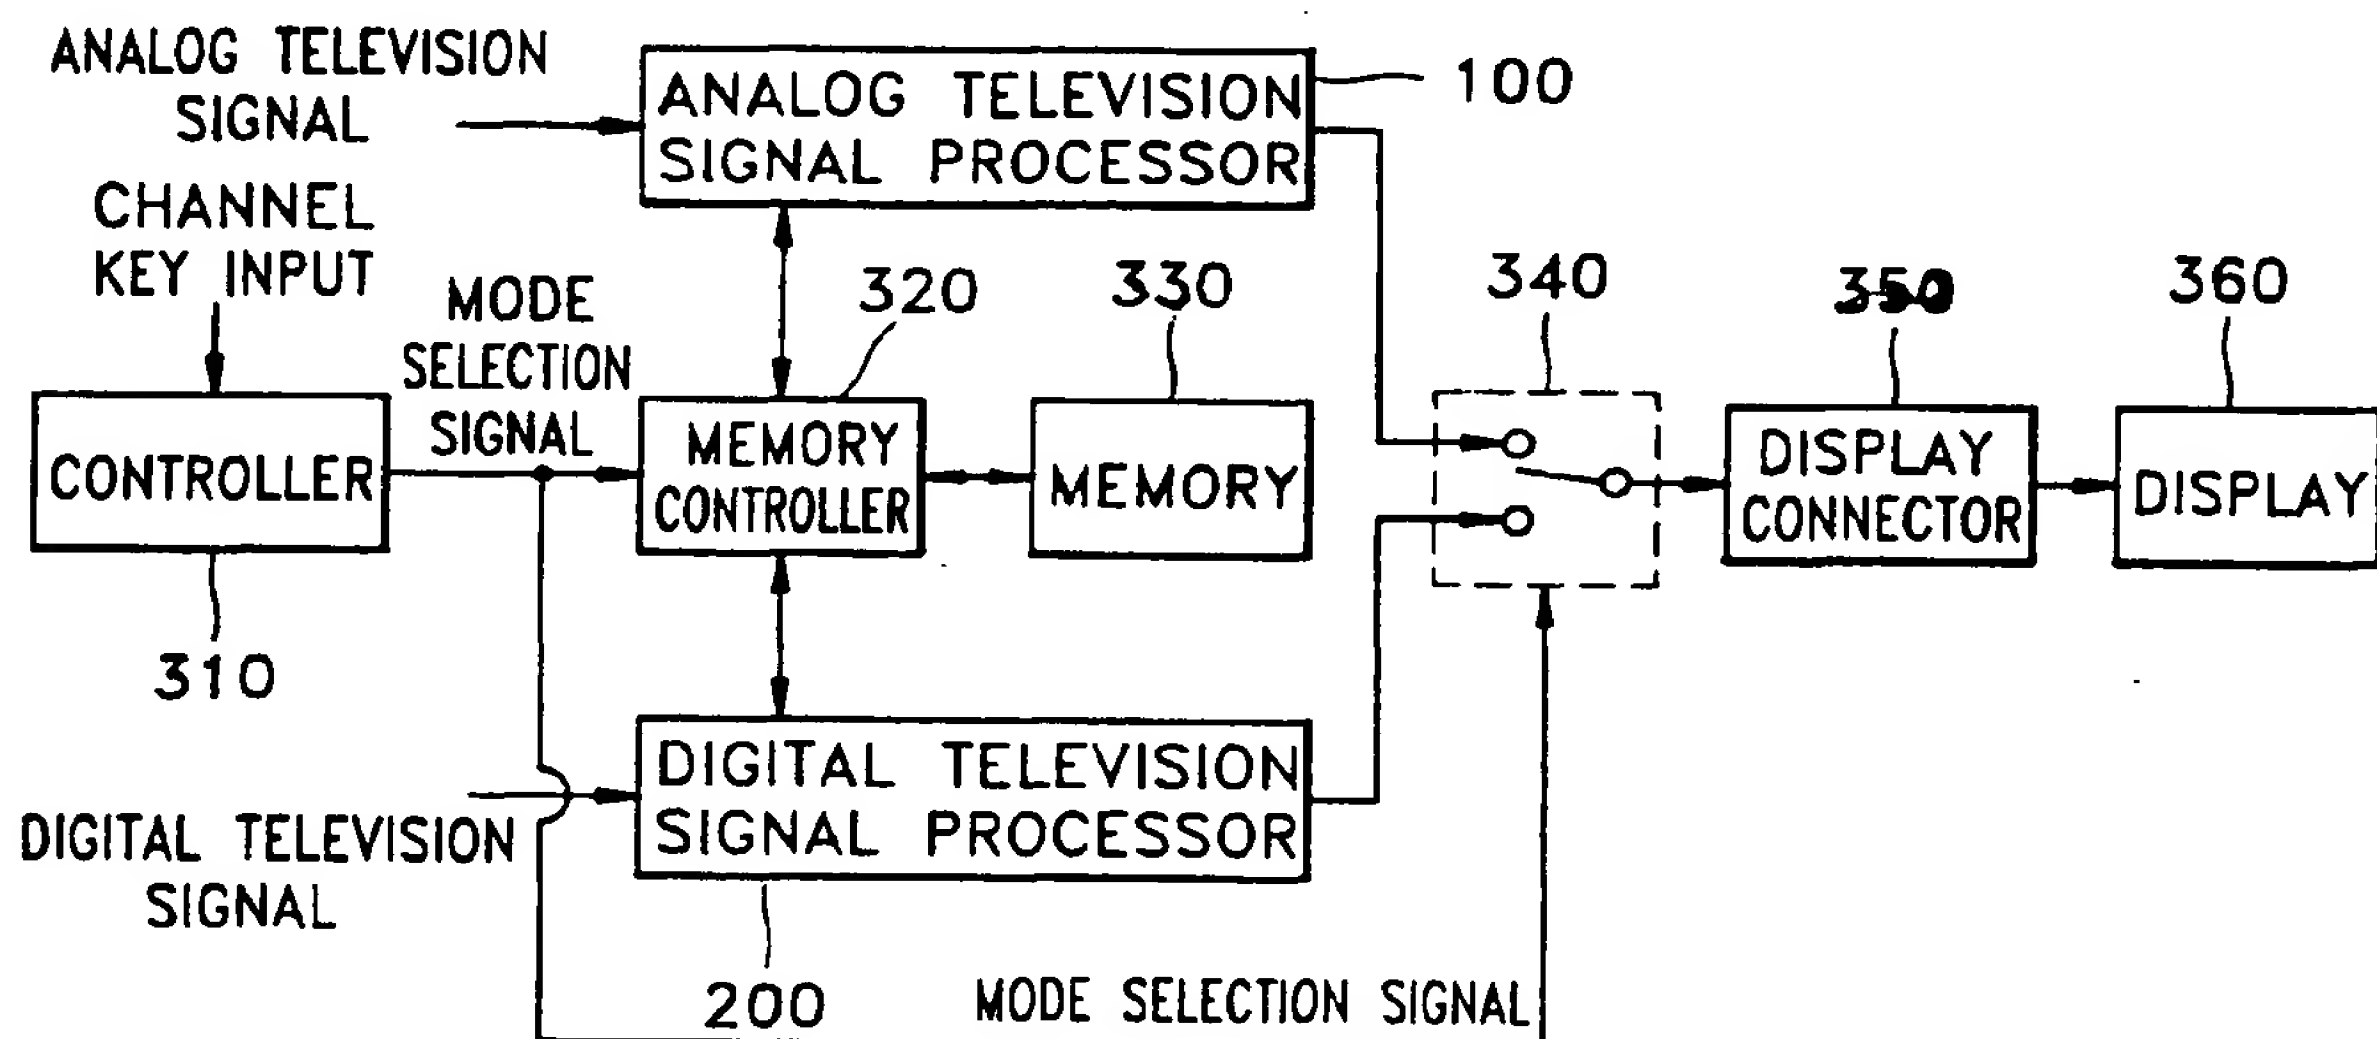 ANALOG TELEVISION
SIGNAL
ANALOG TELEVISION
SIGNAL PROCESSOR
100
CHANNEL
KEY INPUT
MODE
SELECTION
SIGNAL
320
330
340
350
360
CONTROLLER
MEMORY
CONTROLLER
MEMORY
DISPLAY
CONNECTOR
DISPLAY
310
DIGITAL TELEVISION
SIGNAL
DIGITAL TELEVISION
SIGNAL PROCESSOR
200
MODE SELECTION SIGNAL